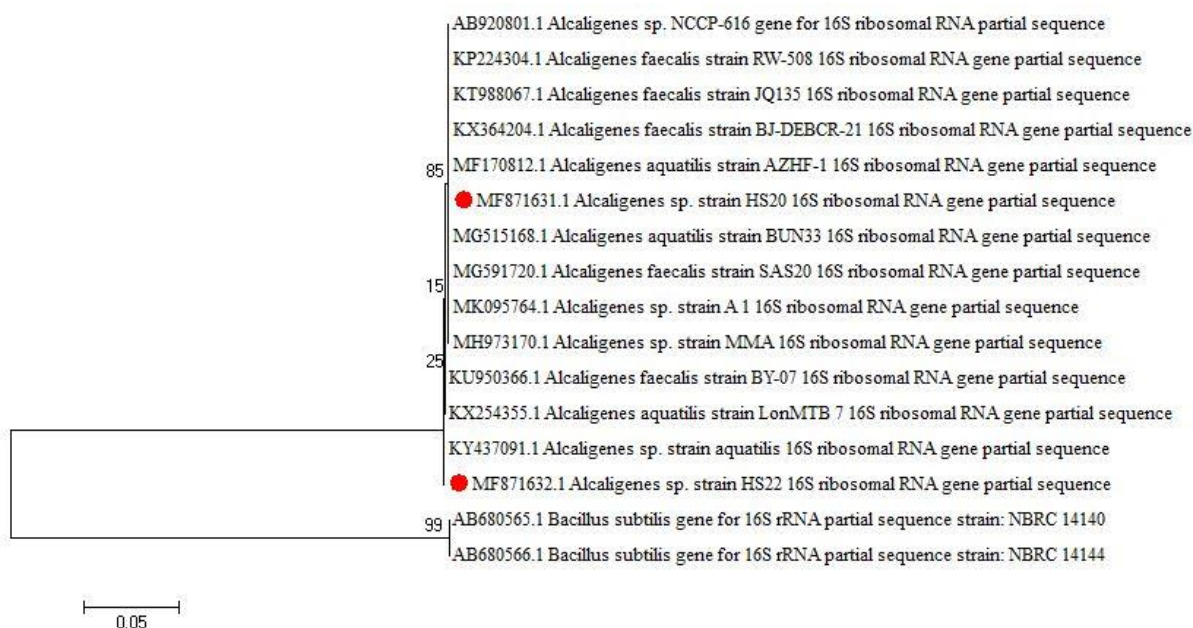 AB920801.1 Alcaligenes sp. NCCP-616 gene for 16S ribosomal RNA partial sequence
KP224304.1 Alcaligenes faecalis strain RW-508 16S ribosomal RNA gene partial sequence
KT988067.1 Alcaligenes faecalis strain JQ135 16S ribosomal RNA gene partial sequence
KX364204.1 Alcaligenes faecalis strain BJ-DEBCR-21 16S ribosomal RNA gene partial sequence
MF170812.1 Alcaligenes aquatilis strain AZHF-1 16S ribosomal RNA gene partial sequence
85
MF871631.1 Alcaligenes sp. strain HS20 16S ribosomal RNA gene partial sequence
MG515168.1 Alcaligenes aquatilis strain BUN33 16S ribosomal RNA gene partial sequence
MG591720.1 Alcaligenes faecalis strain SAS20 16S ribosomal RNA gene partial sequence
15
MK095764.1 Alcaligenes sp. strain A 1 16S ribosomal RNA gene partial sequence
MH973170.1 Alcaligenes sp. strain MMA 16S ribosomal RNA gene partial sequence
25
KU950366.1 Alcaligenes faecalis strain BY-07 16S ribosomal RNA gene partial sequence
KX254355.1 Alcaligenes aquatilis strain LonMTB 7 16S ribosomal RNA gene partial sequence
KY437091.1 Alcaligenes sp. strain aquatilis 16S ribosomal RNA gene partial sequence
MF871632.1 Alcaligenes sp. strain HS22 16S ribosomal RNA gene partial sequence
99
AB680565.1 Bacillus subtilis gene for 16S rRNA partial sequence strain: NBRC 14140
AB680566.1 Bacillus subtilis gene for 16S rRNA partial sequence strain: NBRC 14144
0.05